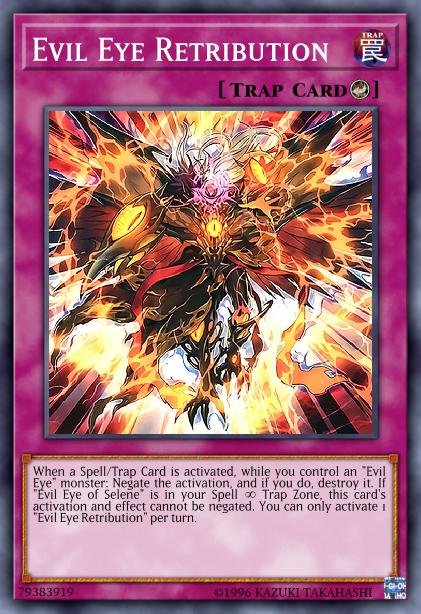 Evil Eye Retribution
TRAP
罠
[Trap Card]
When a Spell/Trap Card is activated, while you control an "Evil
Eye" monster: Negate the activation, and if you do, destroy it. If
"Evil Eye of Selene" is in your Spell ∞ Trap Zone, this card's
activation and effect cannot be negated. You can only activate 1
"Evil Eye Retribution" per turn.
79383919
©1996 KAZUKI TAKAHASHI